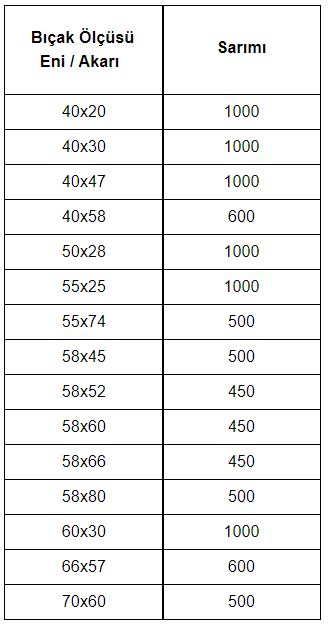 Bıçak Ölçüsü
Eni / Akarı
Sarımı
40x20 1000
40x30 1000
40x47 1000
40x58 600
50x28 1000
55x25 1000
55x74 500
58x45 500
58x52 450
58x60 450
58x66 450
58x80 500
60x30 1000
66x57 600
70x60 500